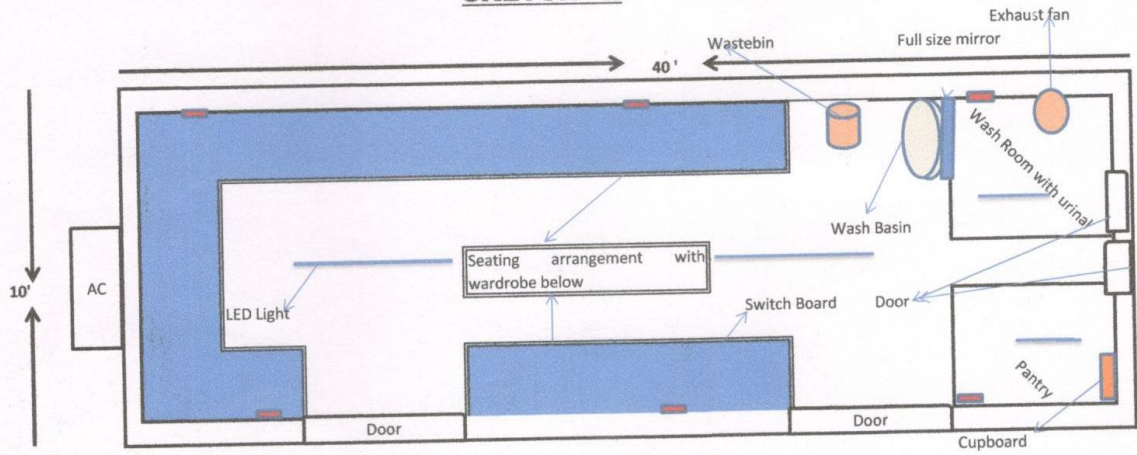 Exhaust fan
Wastebin
Full size mirror
40 '
Wash Room with urinal
Wash Basin
10'
AC
Seating arrangement with
wardrobe below
LED Light
Switch Board
Door
Pantry
Door
Door
Cupboard